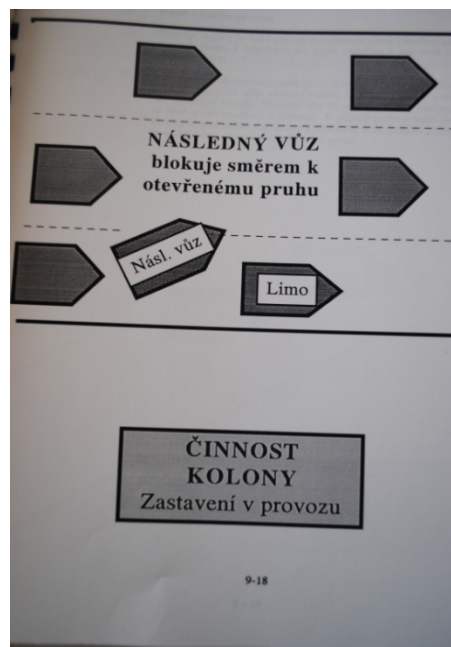 NÁSLEDNÝ VŮZ
blokuje směrem k
otevřenému pruhu
Násl. vůz
Limo
ČINNOST
KOLONY
Zastavení v provozu
9-18